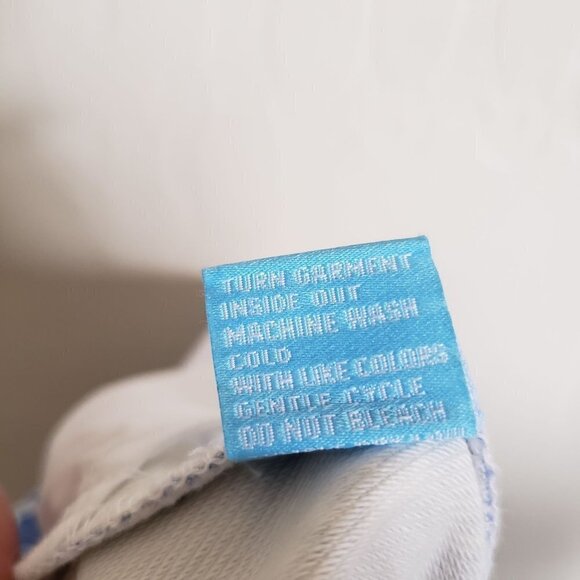 TURN GARMENT
INSIDE OUT
MACHINE WASH
COLD
WITH LIKE COLORS
GENTLE CYCLE
DO NOT BLEACH